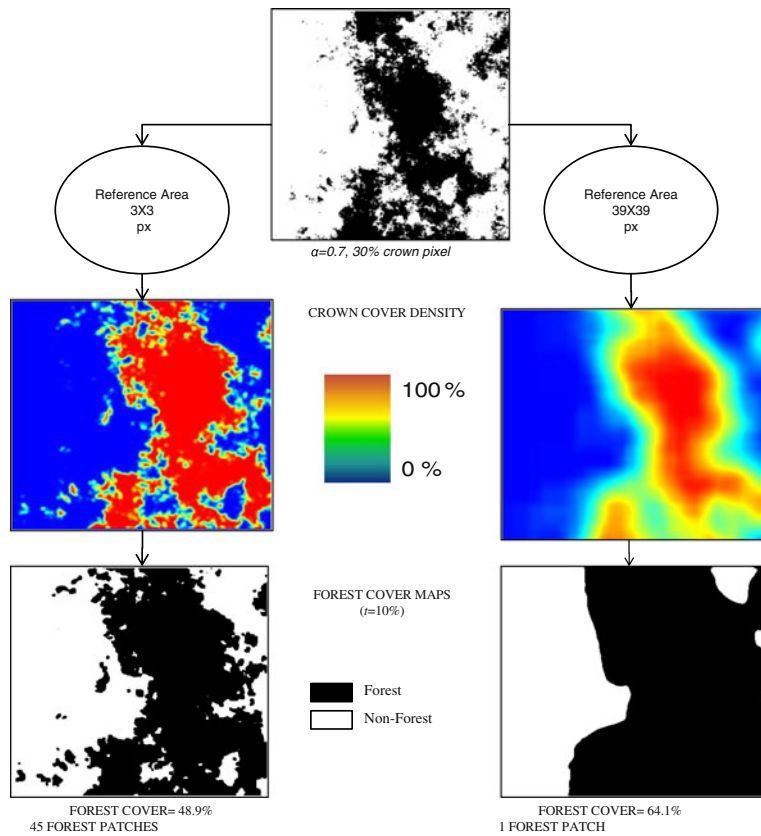 Reference Area
3X3
px
Reference Area
39X39
px
α=0.7, 30% crown pixel
CROWN COVER DENSITY
100 %
0 %
FOREST COVER MAPS
(t=10%)
Forest
Non-Forest
FOREST COVER= 48.9%
45 FOREST PATCHES
FOREST COVER= 64.1%
1 FOREST PATCH